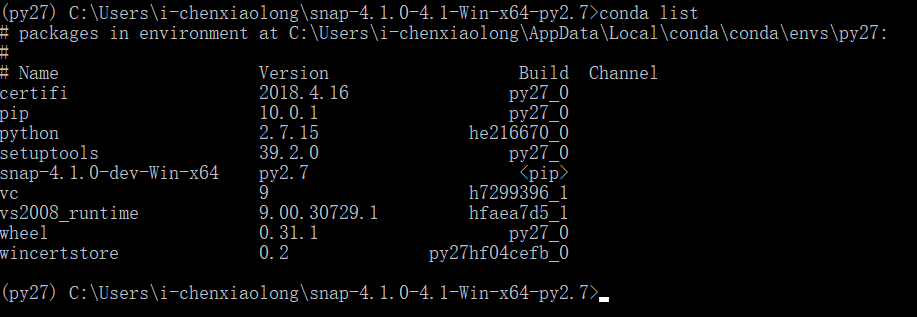 (py27) C:\Users\i-chenxiaolong\snap-4.1.0-4.1-Win-x64-py2.7>conda list
# packages in environment at C:\Users\i-chenxiaolong\AppData\Local\conda\conda\envs\py27:
#
# Name                    Version                   Build  Channel
certifi                   2018.4.16                py27_0
pip                       10.0.1                   py27_0
python                    2.7.15               he216670_0
setuptools                39.2.0                   py27_0
snap-4.1.0-dev-Win-x64    py2.7                     <pip>
vc                        9                    h7299396_1
vs2008_runtime            9.00.30729.1         hfaea7d5_1
wheel                     0.31.1                   py27_0
wincertstore              0.2              py27hf04cefb_0
(py27) C:\Users\i-chenxiaolong\snap-4.1.0-4.1-Win-x64-py2.7>